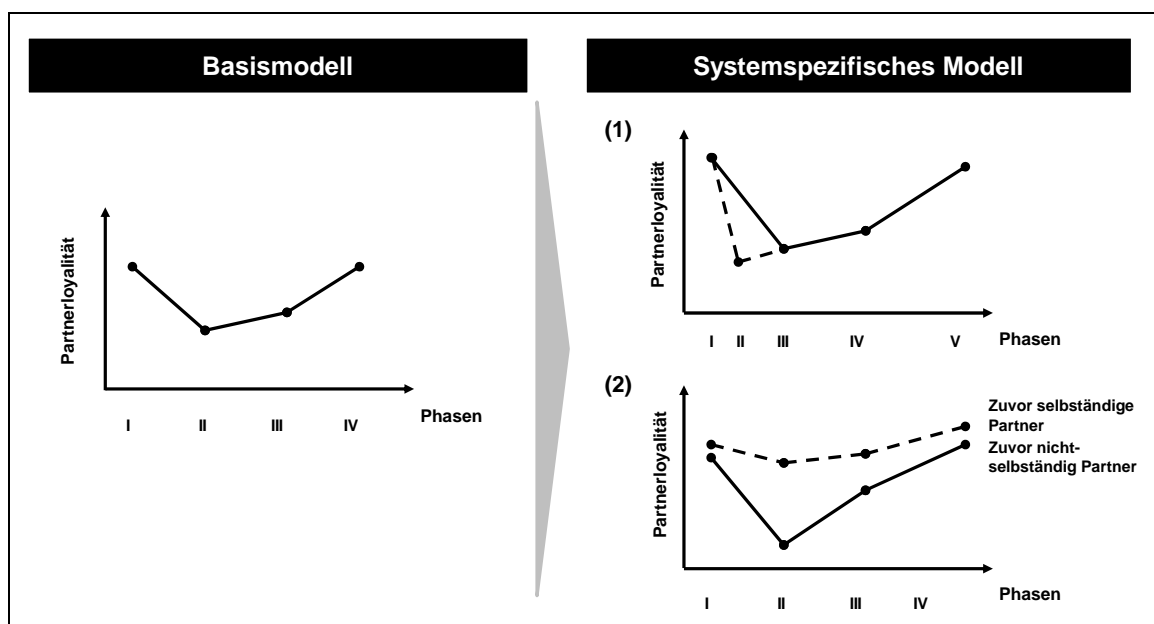 Basismodell
Partnerloyalität
I II III IV
Phasen
Systemspezifisches Modell
(1)
Partnerloyalität
I II III IV V
Phasen
(2)
Partnerloyalität
Zuvor selbständige
Partner
Zuvor nicht-
selbständig Partner
I II III IV
Phasen